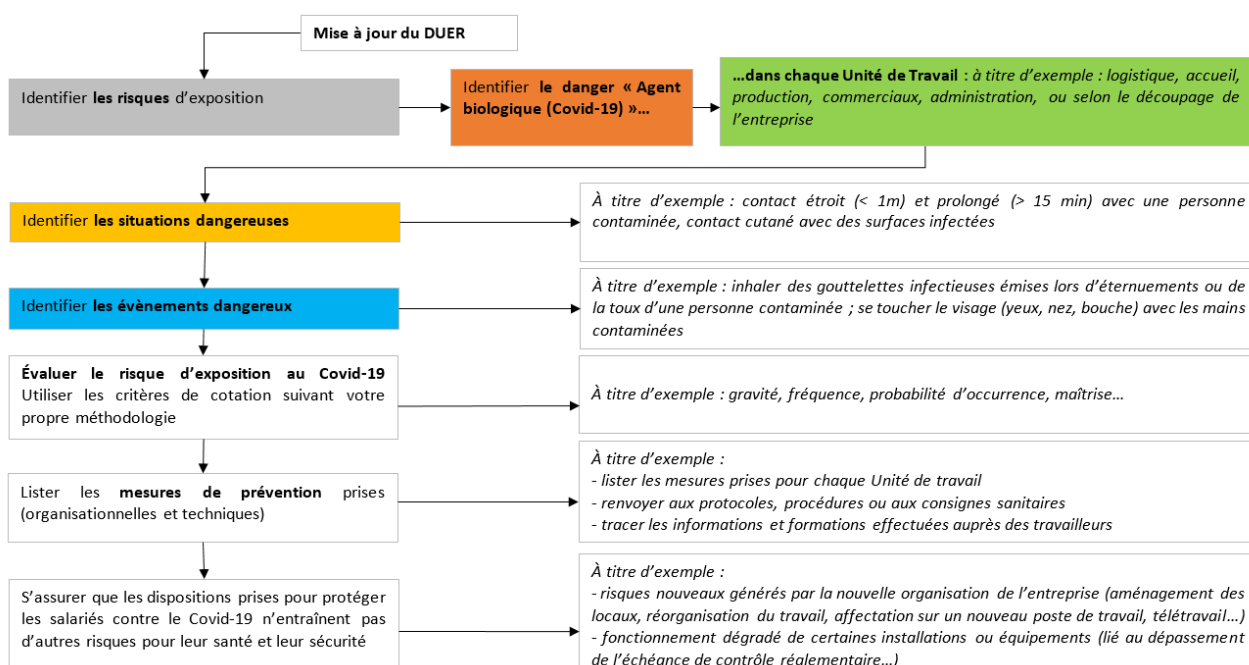 Mise à jour du DUER
Identifier les risques d’exposition
Identifier le danger « Agent
biologique (Covid-19) »…
…dans chaque Unité de Travail : à titre d’exemple : logistique, accueil,
production, commerciaux, administration, ou selon le découpage de
l’entreprise
Identifier les situations dangereuses
À titre d’exemple : contact étroit (< 1m) et prolongé (> 15 min) avec une personne
contaminée, contact cutané avec des surfaces infectées
Identifier les évènements dangereux
À titre d’exemple : inhaler des gouttelettes infectieuses émises lors d’éternuements ou de
la toux d’une personne contaminée ; se toucher le visage (yeux, nez, bouche) avec les mains
contaminées
Évaluer le risque d’exposition au Covid-19
Utiliser les critères de cotation suivant votre
propre méthodologie
À titre d’exemple : gravité, fréquence, probabilité d’occurrence, maîtrise…
Lister les mesures de prévention prises
(organisationnelles et techniques)
À titre d’exemple :
- lister les mesures prises pour chaque Unité de travail
- renvoyer aux protocoles, procédures ou aux consignes sanitaires
- tracer les informations et formations effectuées auprès des travailleurs
S’assurer que les dispositions prises pour protéger
les salariés contre le Covid-19 n’entraînent pas
d’autres risques pour leur santé et leur sécurité
À titre d’exemple :
- risques nouveaux générés par la nouvelle organisation de l’entreprise (aménagement des
locaux, réorganisation du travail, affectation sur un nouveau poste de travail, télétravail…)
- fonctionnement dégradé de certaines installations ou équipements (lié au dépassement
de l’échéance de contrôle réglementaire…)